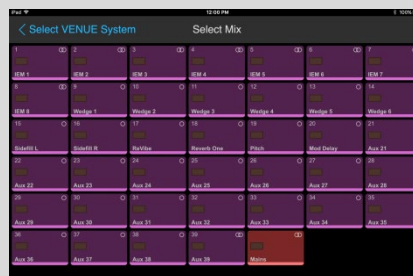 iPad 12:00 PM 100%
Select VENUE System Select Mix
1 2 3 4 5 6 7
IEM 1 IEM 2 IEM 3 IEM 4 IEM 5 IEM 6 IEM 7
8 9 10 11 12 13 14
IEM 8 Wedge 1 Wedge 2 Wedge 3 Wedge 4 Wedge 5 Wedge 6
15 16 17 18 19 20 21
Sidefill L Sidefill R ReVibe Reverb One Pitch Mod Delay Aux 21
22 23 24 25 26 27 28
Aux 22 Aux 23 Aux 24 Aux 25 Aux 26 Aux 27 Aux 28
29 30 31 32 33 34 35
Aux 29 Aux 30 Aux 31 Aux 32 Aux 33 Aux 34 Aux 35
36 37 38 39
Aux 36 Aux 37 Aux 38 Aux 39 Mains